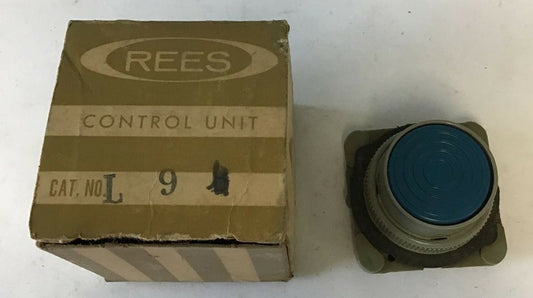 REES
CONTROL UNIT
CAT. NO. L 9